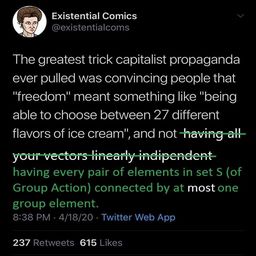 Existential Comics
@existentialcoms
The greatest trick capitalist propaganda
ever pulled was convincing people that
"freedom" meant something like "being
able to choose between 27 different
flavors of ice cream", and not having all
your vectors linearly indipendent
having every pair of elements in set S (of
Group Action) connected by at most one
group element.
8:38 PM · 4/18/20 · Twitter Web App
237 Retweets 615 Likes